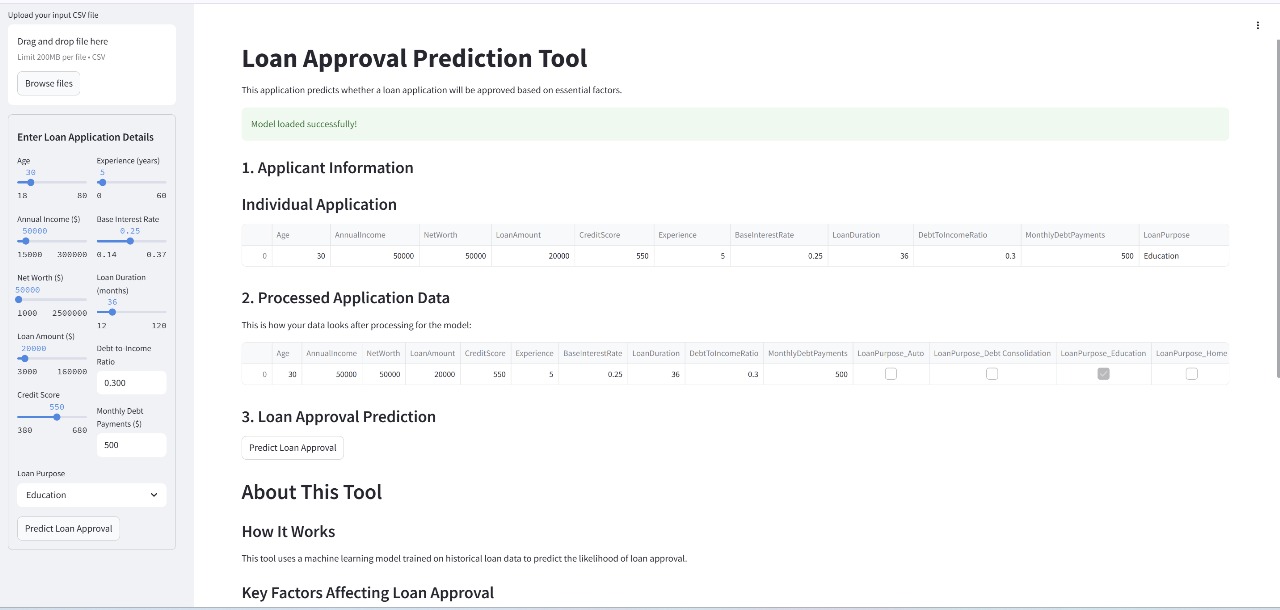 Upload your input CSV file
Drag and drop file here
Limit 200MB per file • CSV
Browse files
Enter Loan Application Details
Age
30
18 80
Experience (years)
5
0 60
Annual Income ($)
50000
15000 300000
Base Interest Rate
0.25
0.14 0.37
Net Worth ($)
50000
1000 2500000
Loan Duration
(months)
36
12 120
Loan Amount ($)
20000
3000 160000
Debt-to-Income
Ratio
0.300
Credit Score
550
380 680
Monthly Debt
Payments ($)
500
Loan Purpose
Education
Predict Loan Approval
Loan Approval Prediction Tool
This application predicts whether a loan application will be approved based on essential factors.
Model loaded successfully!
1. Applicant Information
Individual Application
Age AnnualIncome NetWorth LoanAmount CreditScore Experience BaseInterestRate LoanDuration DebtToIncomeRatio MonthlyDebtPayments LoanPurpose
0 30 50000 50000 20000 550 5 0.25 36 0.3 500 Education
2. Processed Application Data
This is how your data looks after processing for the model:
Age AnnualIncome NetWorth LoanAmount CreditScore Experience BaseInterestRate LoanDuration DebtToIncomeRatio MonthlyDebtPayments LoanPurpose_Auto LoanPurpose_Debt Consolidation LoanPurpose_Education LoanPurpose_Home
0 30 50000 50000 20000 550 5 0.25 36 0.3 500
3. Loan Approval Prediction
Predict Loan Approval
About This Tool
How It Works
This tool uses a machine learning model trained on historical loan data to predict the likelihood of loan approval.
Key Factors Affecting Loan Approval